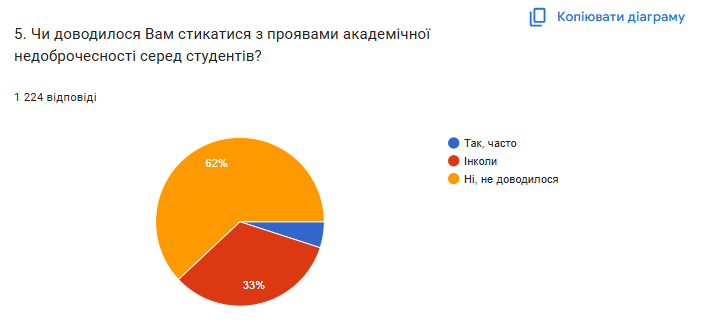 Копіювати діаграму
5. Чи доводилося Вам стикатися з проявами академічної
недоброчесності серед студентів?
1 224 відповіді
Так, часто
Інколи
Ні, не доводилося
62%
33%